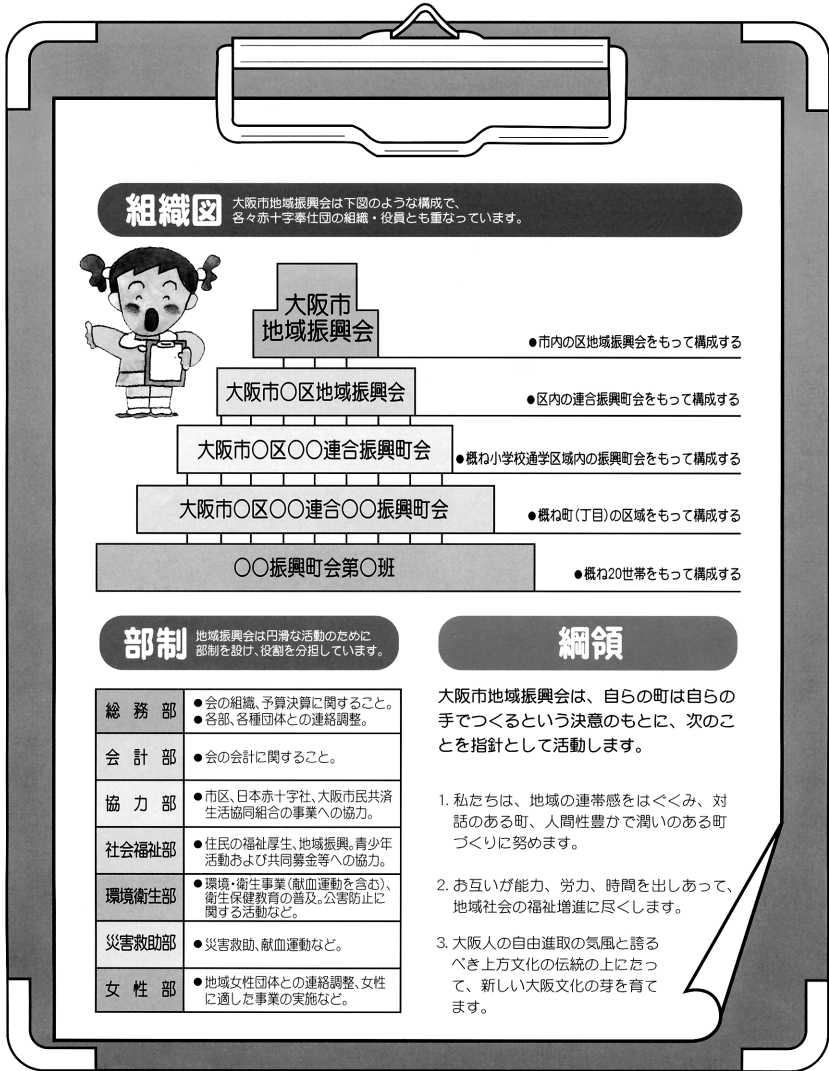 組織図
大阪市地域振興会は下図のような構成で、
各々赤十字奉仕団の組織・役員とも重なっています。
大阪市
地域振興会
●市内の区地域振興会をもって構成する
大阪市〇区地域振興会
●区内の連合振興町会をもって構成する
大阪市〇区〇〇連合振興町会
●概ね小学校通学区域内の振興町会をもって構成する
大阪市〇区〇〇連合〇〇振興町会
●概ね町(丁目)の区域をもって構成する
〇〇振興町会第〇班
●概ね20世帯をもって構成する
部制
地域振興会は円滑な活動のために
部制を設け、役割を分担しています。
総務部
●会の組織、予算決算に関すること。
●各部、各種団体との連絡調整。
会計部
●会の会計に関すること。
協力部
●市区、日本赤十字社、大阪市民共済
生活協同組合の事業への協力。
社会福祉部
●住民の福祉厚生、地域振興。青少年
活動および共同募金等への協力。
環境衛生部
●環境・衛生事業(献血運動を含む)、
衛生保健教育の普及。公害防止に
関する活動など。
災害救助部
●災害救助、献血運動など。
女性部
●地域女性団体との連絡調整、女性
に適した事業の実施など。
綱領
大阪市地域振興会は、自らの町は自らの
手でつくるという決意のもとに、次のこ
とを指針として活動します。
1. 私たちは、地域の連帯感をはぐくみ、対
話のある町、人間性豊かで潤いのある町
づくりに努めます。
2. お互いが能力、労力、時間を出しあって、
地域社会の福祉増進に尽くします。
3. 大阪人の自由進取の気風と誇る
べき上方文化の伝統の上にたっ
て、新しい大阪文化の芽を育て
ます。